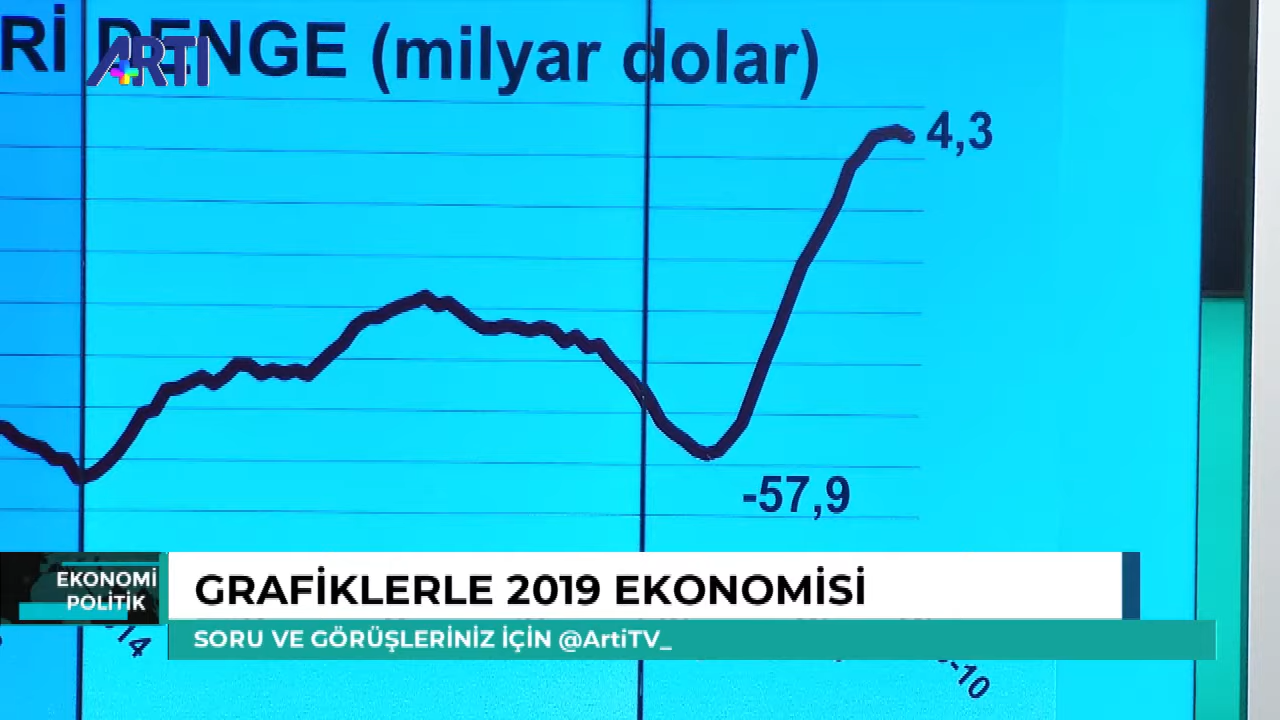 Rİ DENGE (milyar dolar)
ARTI
4,3
-57,9
EKONOMİ
POLİTİK
GRAFİKLERLE 2019 EKONOMİSİ
SORU VE GÖRÜŞLERİNİZ İÇİN @ArtiTV_
-10